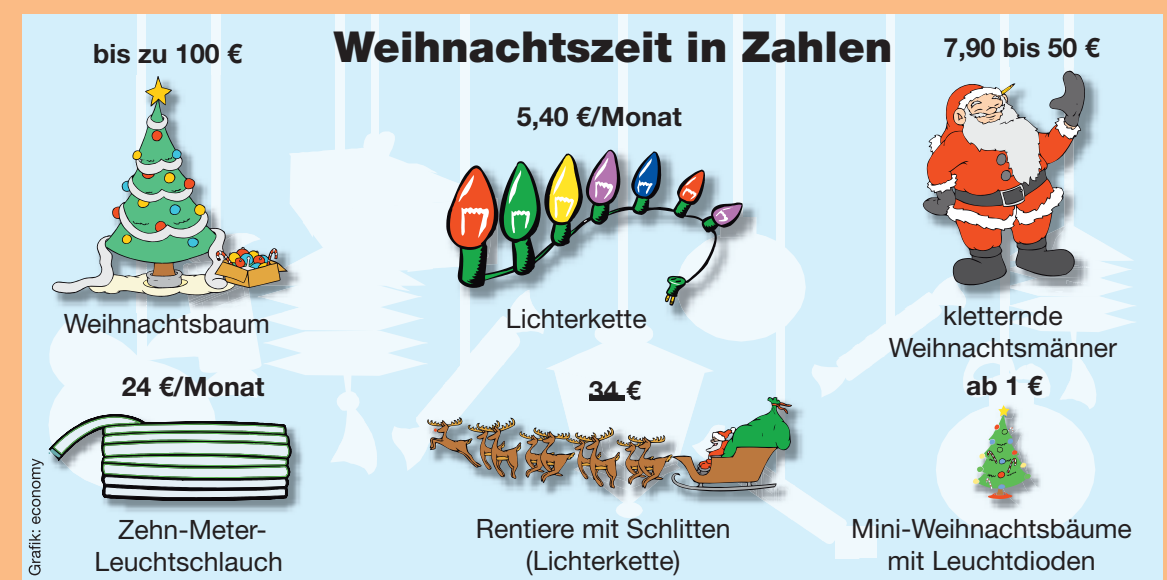 Weihnachtszeit in Zahlen
bis zu 100 €
Weihnachtsbaum
5,40 €/Monat
Lichterkette
7,90 bis 50 €
kletternde
Weihnachtsmänner
24 €/Monat
Zehn-Meter-
Leuchtschlauch
34 €
Rentiere mit Schlitten
(Lichterkette)
ab 1 €
Mini-Weihnachtsbäume
mit Leuchtdioden
Grafik: economy